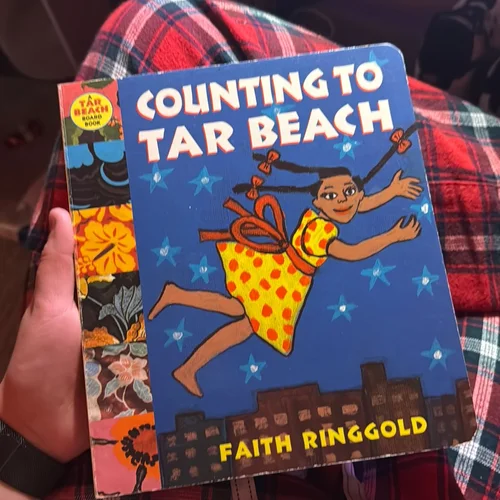 A
TAR
BEACH
BOARD
BOOK
COUNTING TO
TAR BEACH
FAITH RINGGOLD